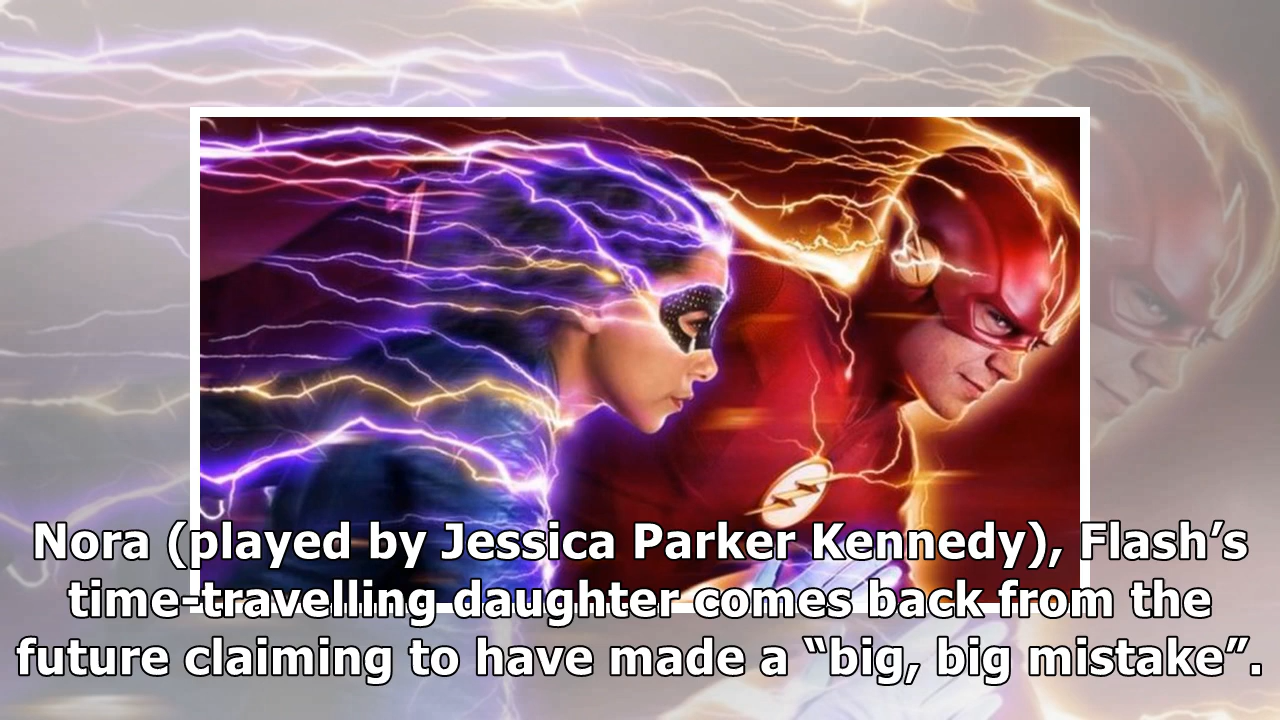 Nora (played by Jessica Parker Kennedy), Flash’s
time-travelling daughter comes back from the
future claiming to have made a “big, big mistake”.